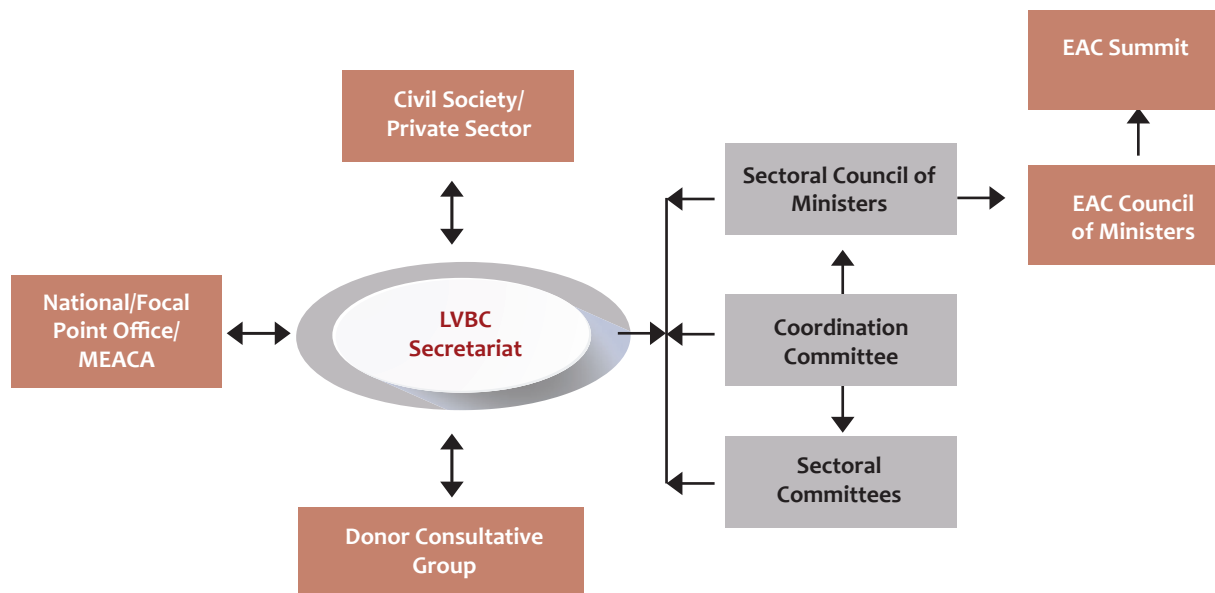 EAC Summit
Civil Society/
Private Sector
Sectoral Council of
Ministers
EAC Council
of Ministers
National/Focal
Point Office/
MEACA
LVBC
Secretariat
Coordination
Committee
Sectoral
Committees
Donor Consultative
Group